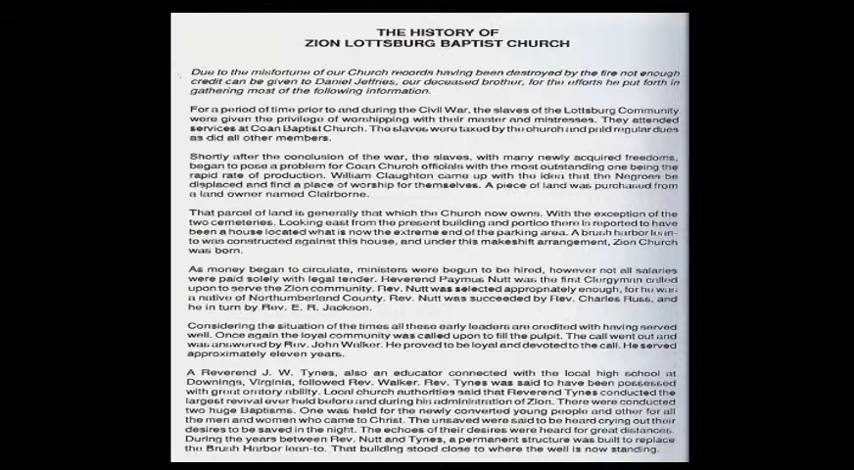 THE HISTORY OF
ZION LOTTSBURG BAPTIST CHURCH
Due to the misfortune of our Church records having been destroyed by the fire not enough
credit can be given to Daniel Jeffries, our deceased brother, for the efforts he put forth in
gathering most of the following information.
For a period of time prior to and during the Civil War, the slaves of the Lottsburg Community
were given the privilege of worshipping with their master and mistresses. They attended
services at Coan Baptist Church. The slaves were taxed by the church and paid regular dues
as did all other members.
Shortly after the conclusion of the war, the slaves, with many newly acquired freedoms,
began to pose a problem for Coan Church officials with the most outstanding one being the
rapid rate of production. William Claughton came up with the idea that the Negroes be
displaced and find a place of worship for themselves. A piece of land was purchased from
a land owner named Clairborne.
That parcel of land is generally that which the Church now owns. With the exception of the
two cemeteries. Looking east from the present building and portico there is reported to have
been a house located what is now the extreme end of the parking area. A brush harbor lean-
to was constructed against this house, and under this makeshift arrangement, Zion Church
was born.
As money began to circulate, ministers were begun to be hired, however not all salaries
were paid solely with legal tender. Reverend Paymus Nutt was the first Clergyman called
upon to serve the Zion community. Rev. Nutt was selected appropriately enough, for he was
a native of Northumberland County. Rev. Nutt was succeeded by Rev. Charles Russ, and
he in turn by Rev. E. R. Jackson.
Considering the situation of the times all these early leaders are credited with having served
well. Once again the loyal community was called upon to fill the pulpit. The call went out and
was answered by Rev. John Walker. He proved to be loyal and devoted to the call. He served
approximately eleven years.
A Reverend J. W. Tynes, also an educator connected with the local high school at
Downings, Virginia, followed Rev. Walker. Rev. Tynes was said to have been possessed
with great oratory ability. Local church authorities said that Reverend Tynes conducted the
largest revival ever held before and during his administration of Zion. There were conducted
two huge Baptisms. One was held for the newly converted young people and other for all
the men and women who came to Christ. The unsaved were said to be heard crying out their
desires to be saved in the night. The echoes of their desires were heard for great distances.
During the years between Rev. Nutt and Tynes, a permanent structure was built to replace
the Brush Harbor lean-to. That building stood close to where the well is now standing.